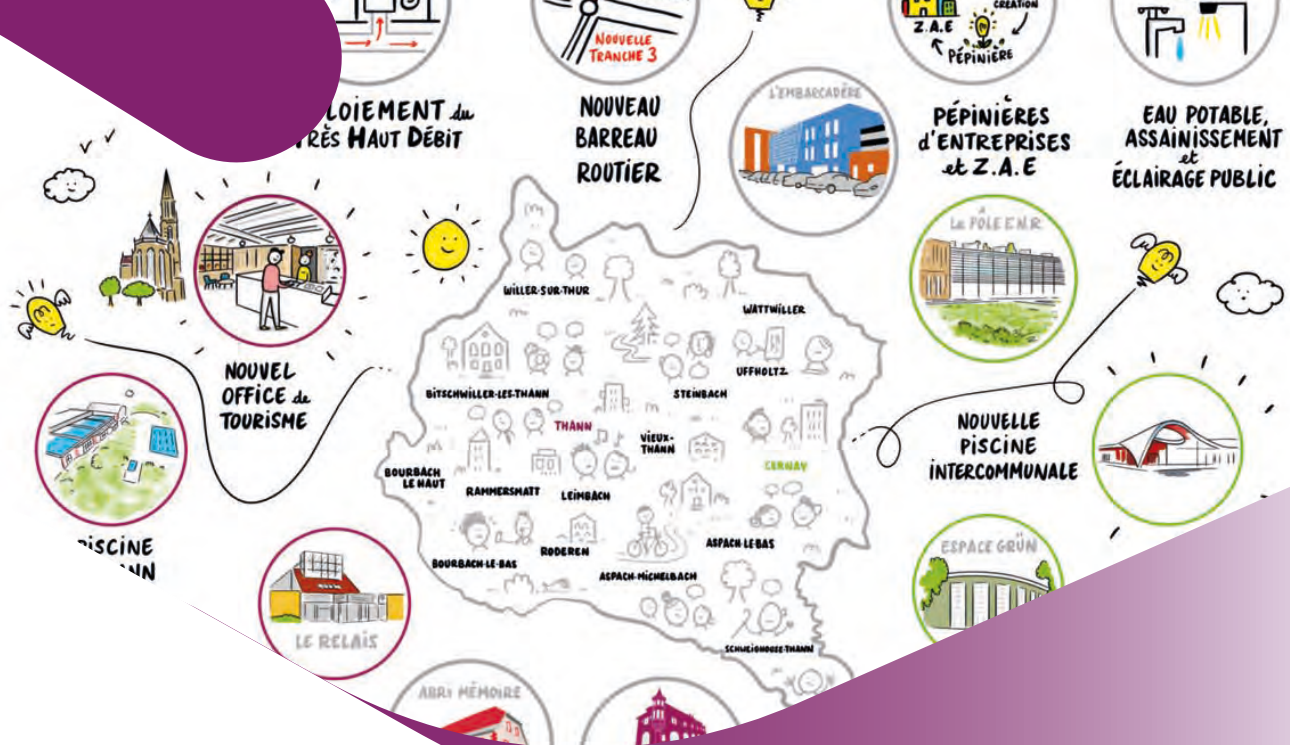 CRÉATION
NOUVELLE
TRANCHE 3
Z.A.E
PÉPINIÈRE
LOIEMENT du
RÈS HAUT DÉBIT
NOUVEAU
BARREAU
ROUTIER
L'EMBARCADÈRE
PÉPINIÈRES
d'ENTREPRISES
et Z.A.E
EAU POTABLE,
ASSAINISSEMENT
et
ÉCLAIRAGE PUBLIC
LE PÔLE E.N.R
NOUVEL
OFFICE de
TOURISME
WILLER-SUR-THUR
WATTWILLER
UFFHOLTZ
BITSCHWILLER-LES-THANN
STEINBACH
THANN
VIEUX-
THANN
CERNAY
BOURBACH
LE HAUT
RAMMERSMATT
LEIMBACH
RODEREN
BOURBACH-LE-BAS
ASPACH-LE-BAS
ASPACH-MICHELBACH
SCHWEIGHOUSE-THANN
NOUVELLE
PISCINE
INTERCOMMUNALE
PISCINE
NN
LE RELAIS
ESPACE GRÜN
ABRI MÉMOIRE